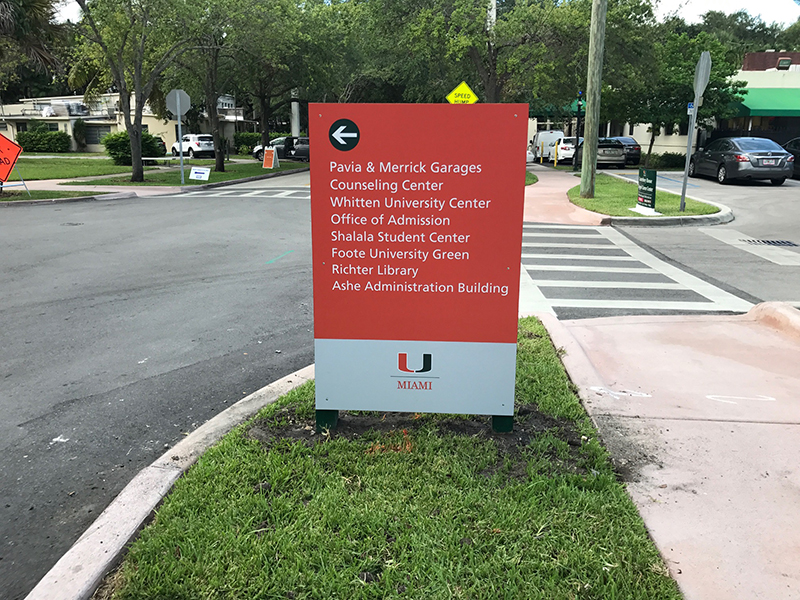 SPEED
HUMP
Pavia & Merrick Garages
Counseling Center
Whitten University Center
Office of Admission
Shalala Student Center
Foote University Green
Richter Library
Ashe Administration Building
U
MIAMI